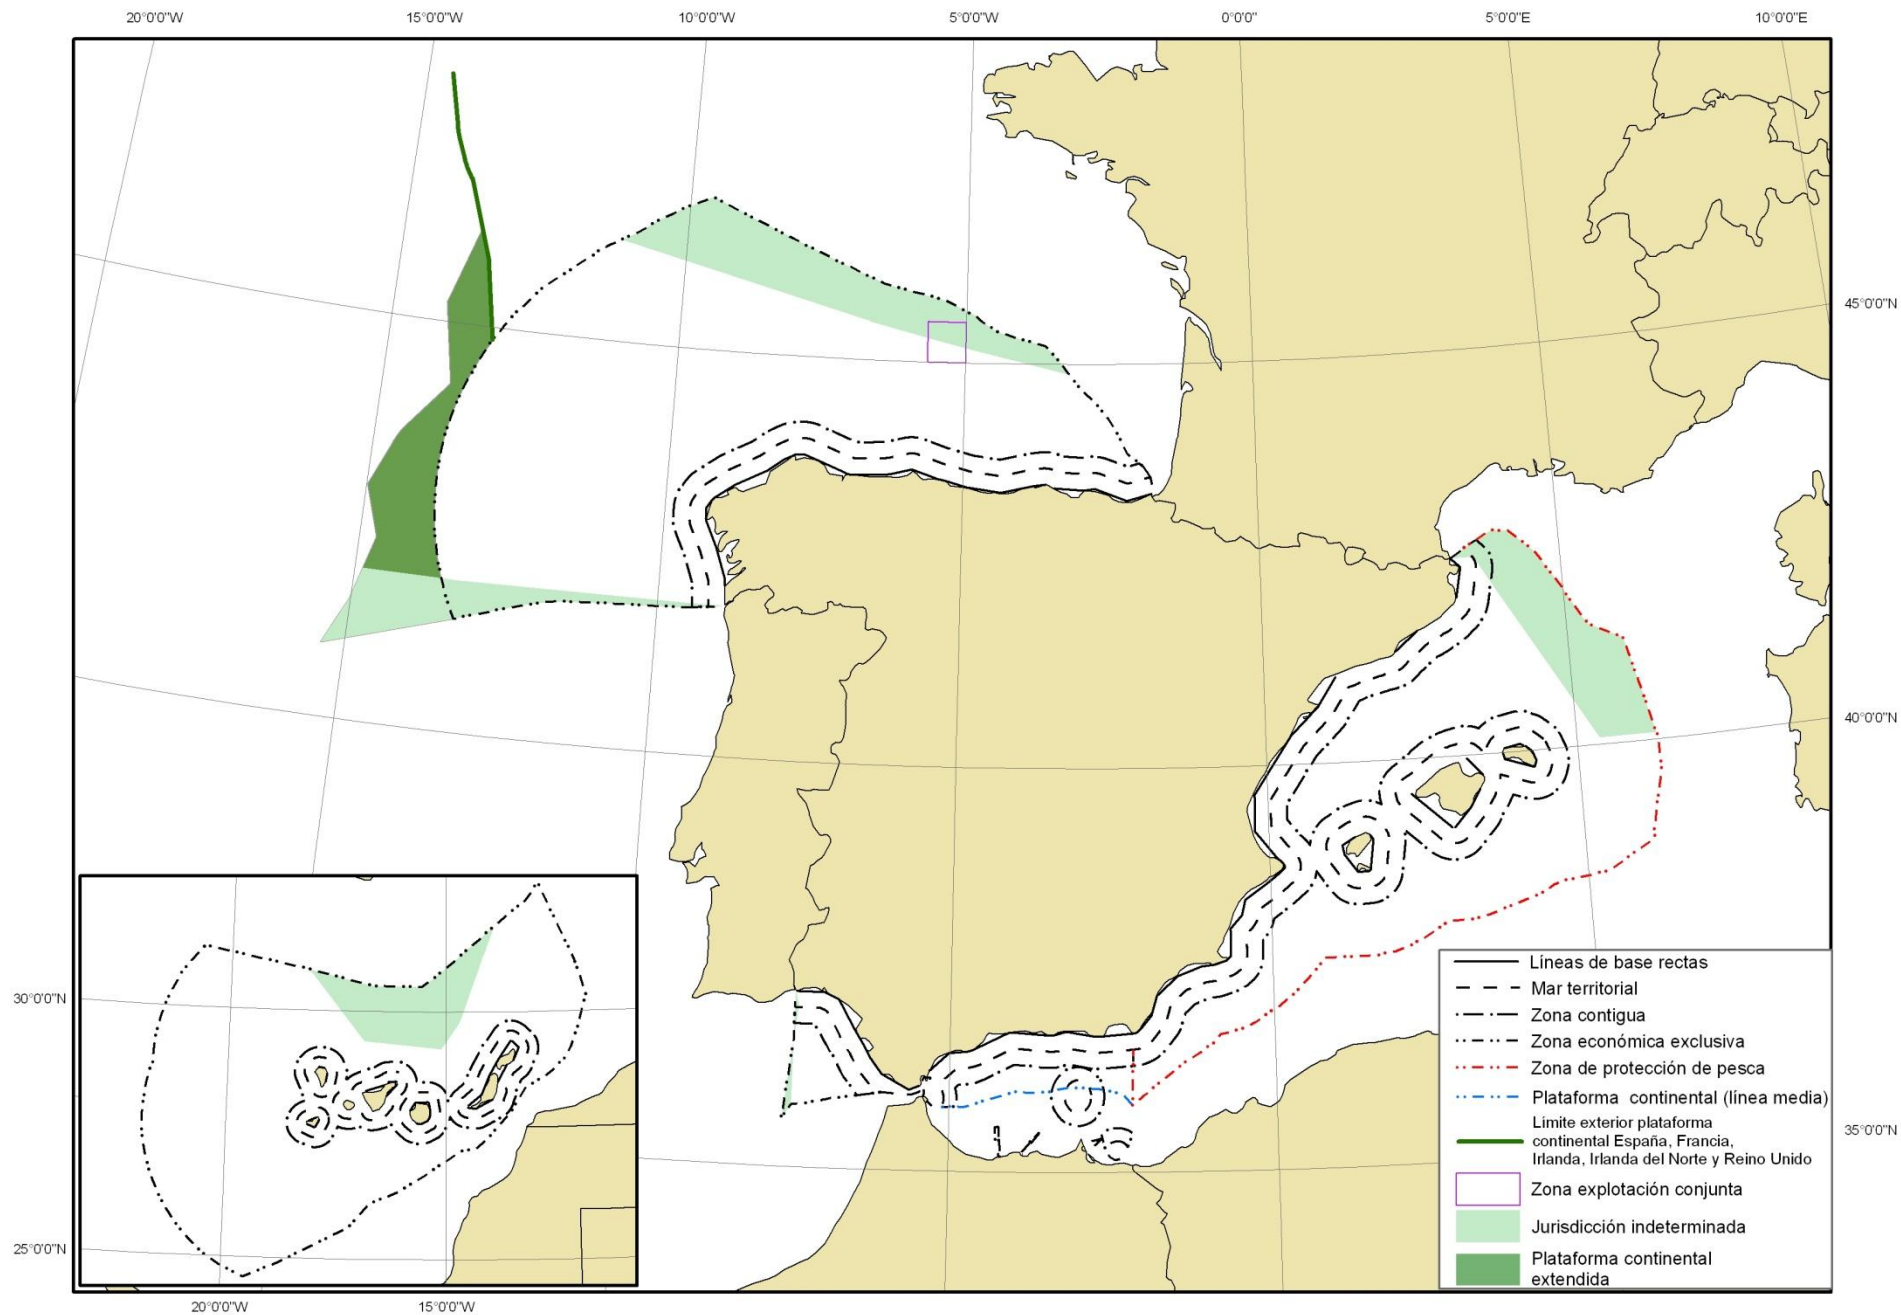 20°0'0"W
15°0'0"W
10°0'0"W
5°0'0"W
0°0'0"
5°0'0"E
10°0'0"E
45°0'0"N
40°0'0"N
35°0'0"N
30°0'0"N
25°0'0"N
20°0'0"W
15°0'0"W
Líneas de base rectas
Mar territorial
Zona contigua
Zona económica exclusiva
Zona de protección de pesca
Plataforma continental (línea media)
Limite exterior plataforma
continental España, Francia,
Irlanda, Irlanda del Norte y Reino Unido
Zona explotación conjunta
Jurisdicción indeterminada
Plataforma continental
extendida